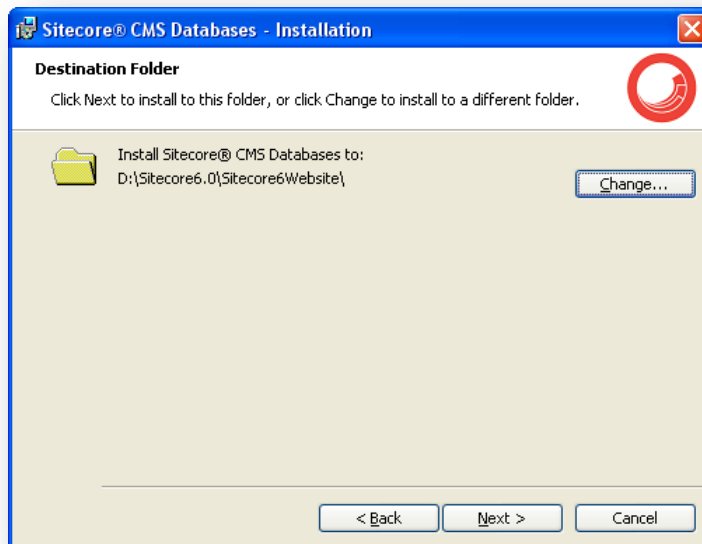 Sitecore® CMS Databases - Installation
Destination Folder
Click Next to install to this folder, or click Change to install to a different folder.
Install Sitecore® CMS Databases to:
D:\Sitecore6.0\Sitecore6Website\
Change...
< Back
Next >
Cancel